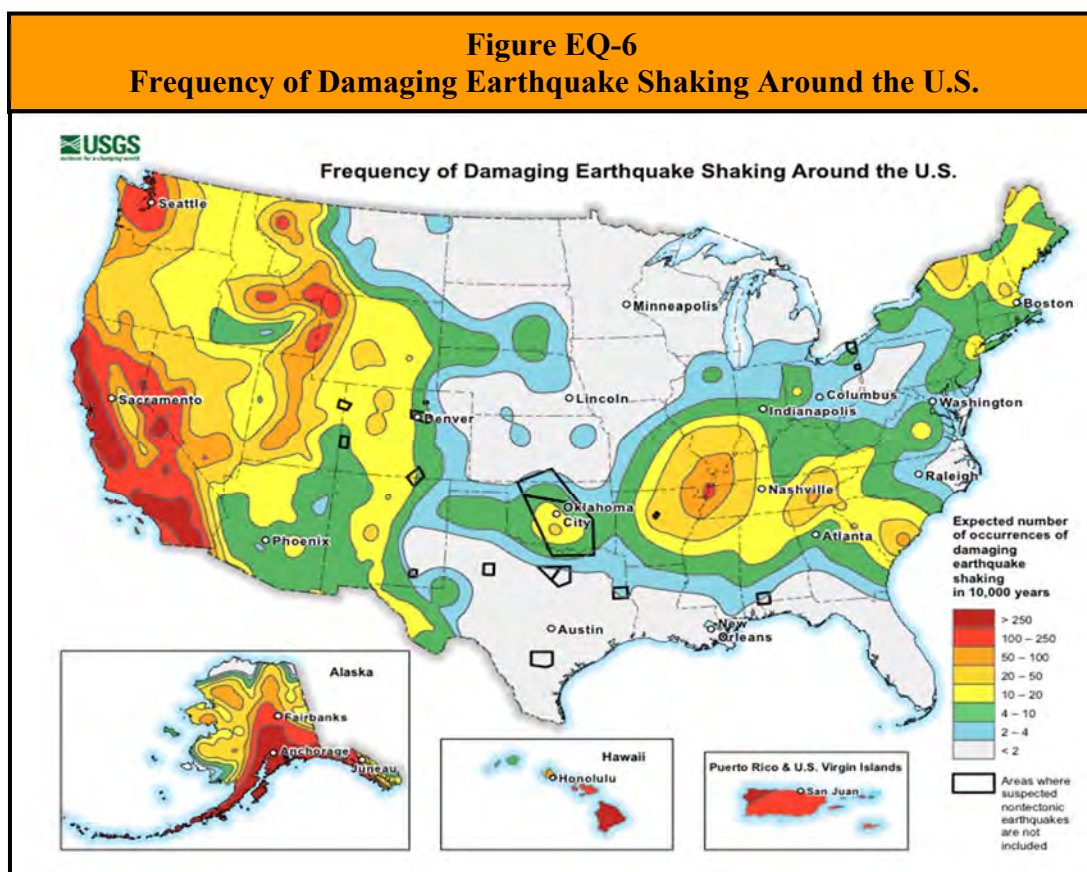 Figure EQ-6
Frequency of Damaging Earthquake Shaking Around the U.S.
USGS
science for a changing world
Frequency of Damaging Earthquake Shaking Around the U.S.
Seattle
Minneapolis
Boston
Sacramento
Denver
Lincoln
Columbus
Indianapolis
Washington
Oklahoma
City
Nashville
Raleigh
Phoenix
Atlanta
Austin
New
Orleans
Expected number
of occurrences of
damaging
earthquake
shaking
in 10,000 years
> 250
100 – 250
50 – 100
20 – 50
10 – 20
4 – 10
2 – 4
< 2
Areas where
suspected
nontectonic
earthquakes
are not
included
Alaska
Fairbanks
Anchorage
Juneau
Hawaii
Honolulu
Puerto Rico & U.S. Virgin Islands
San Juan